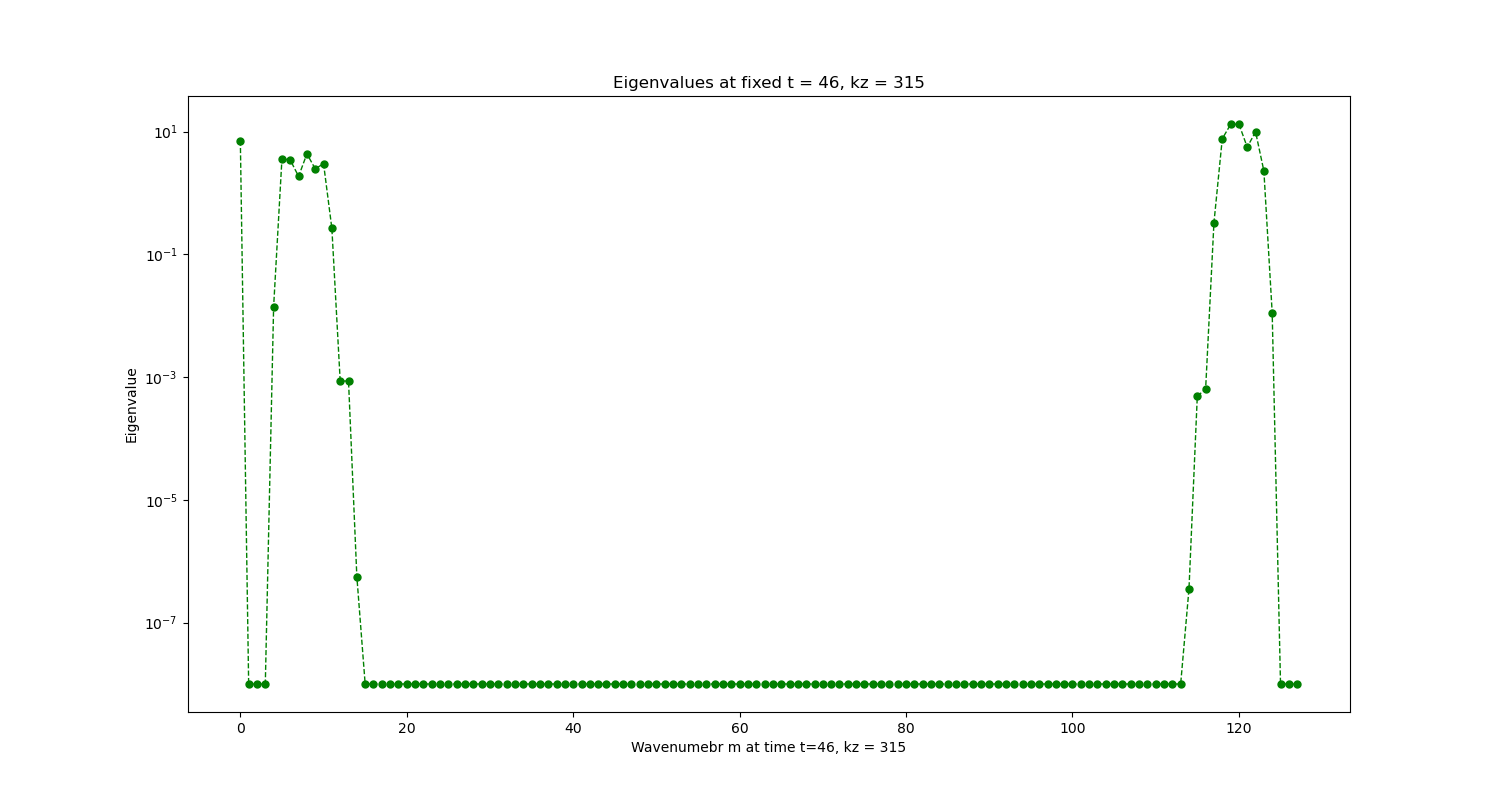 Eigenvalues at fixed t = 46, kz = 315
10^1
10^-1
10^-3
10^-5
10^-7
Eigenvalue
0 20 40 60 80 100 120
Wavenumebr m at time t=46, kz = 315